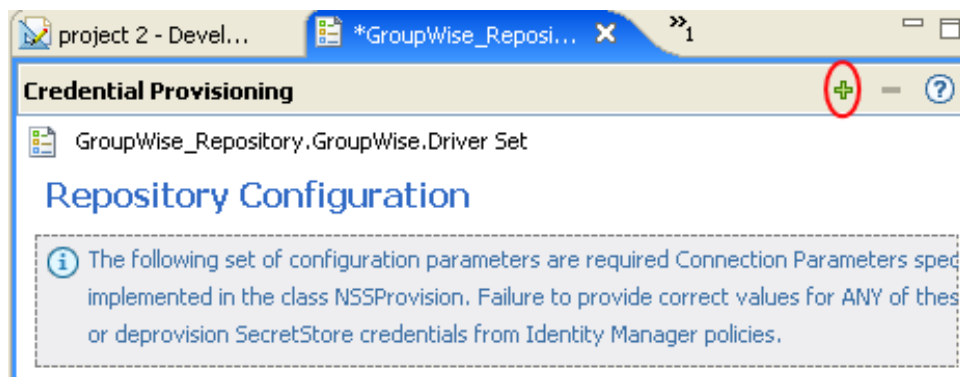 project 2 - Devel... *GroupWise_Reposi... »1
Credential Provisioning
GroupWise_Repository.GroupWise.Driver Set
Repository Configuration
The following set of configuration parameters are required Connection Parameters spec
implemented in the class NSSProvision. Failure to provide correct values for ANY of thes
or deprovision SecretStore credentials from Identity Manager policies.